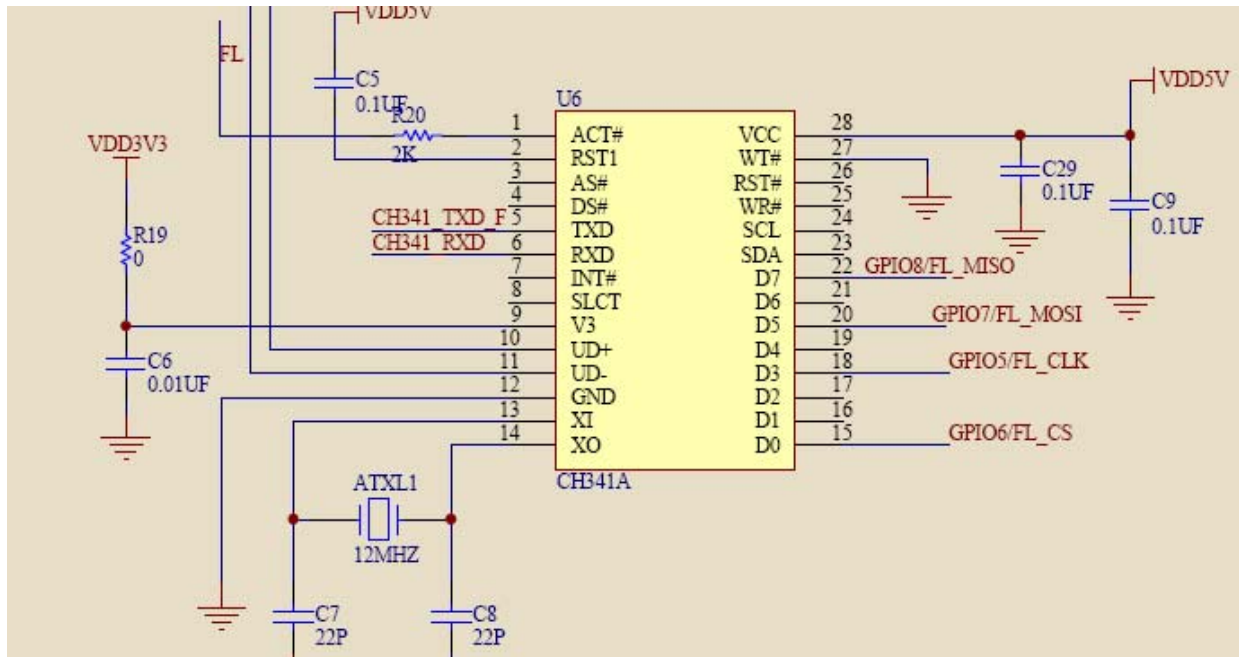 VDD5V
FL
C5
0.1UF
R20
2K
VDD3V3
R19
0
C6
0.01UF
CH341_TXD_F
CH341_RXD
U6
1 ACT# VCC 28
2 RST1 WT# 27
3 AS# RST# 26
4 DS# WR# 25
5 TXD SCL 24
6 RXD SDA 23
7 INT# D7 22
8 SLCT D6 21
9 V3 D5 20
10 UD+ D4 19
11 UD- D3 18
12 GND D2 17
13 XI D1 16
14 XO D0 15
CH341A
VDD5V
C29
0.1UF
C9
0.1UF
GPIO8/FL_MISO
GPIO7/FL_MOSI
GPIO5/FL_CLK
GPIO6/FL_CS
ATXL1
12MHZ
C7
22P
C8
22P